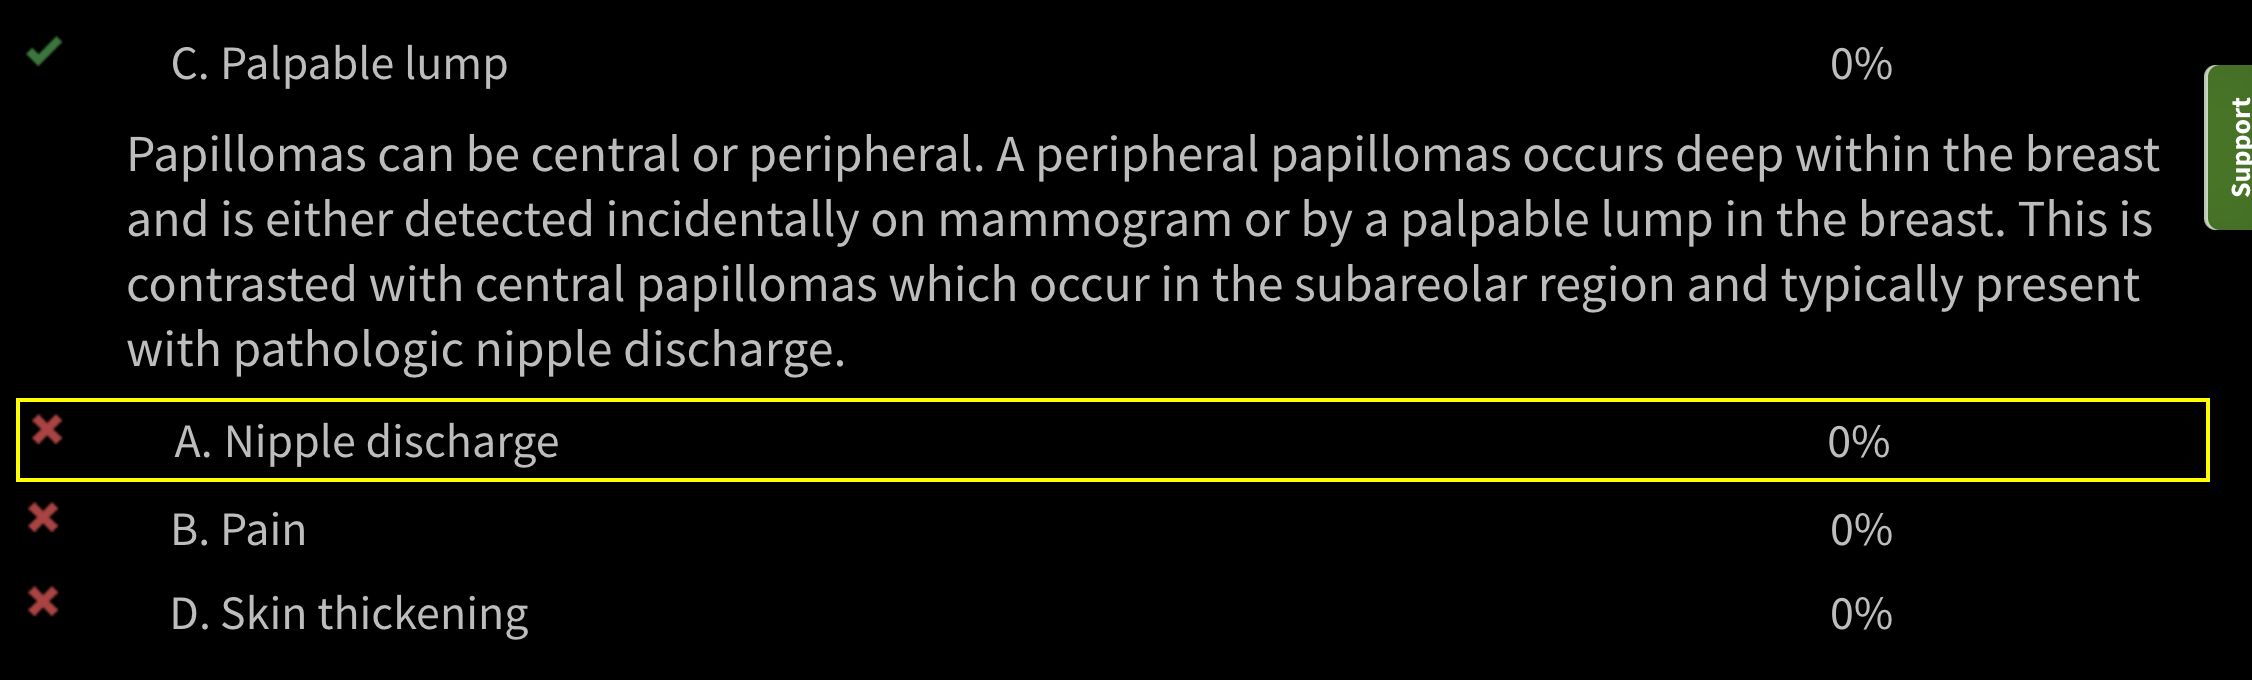 C. Palpable lump 0%
Support
Papillomas can be central or peripheral. A peripheral papillomas occurs deep within the breast
and is either detected incidentally on mammogram or by a palpable lump in the breast. This is
contrasted with central papillomas which occur in the subareolar region and typically present
with pathologic nipple discharge.
A. Nipple discharge 0%
B. Pain 0%
D. Skin thickening 0%